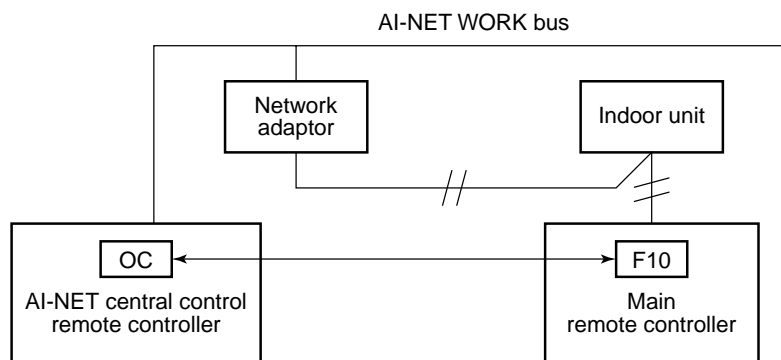 AI-NET WORK bus
Network
adaptor
Indoor unit
OC
AI-NET central control
remote controller
F10
Main
remote controller